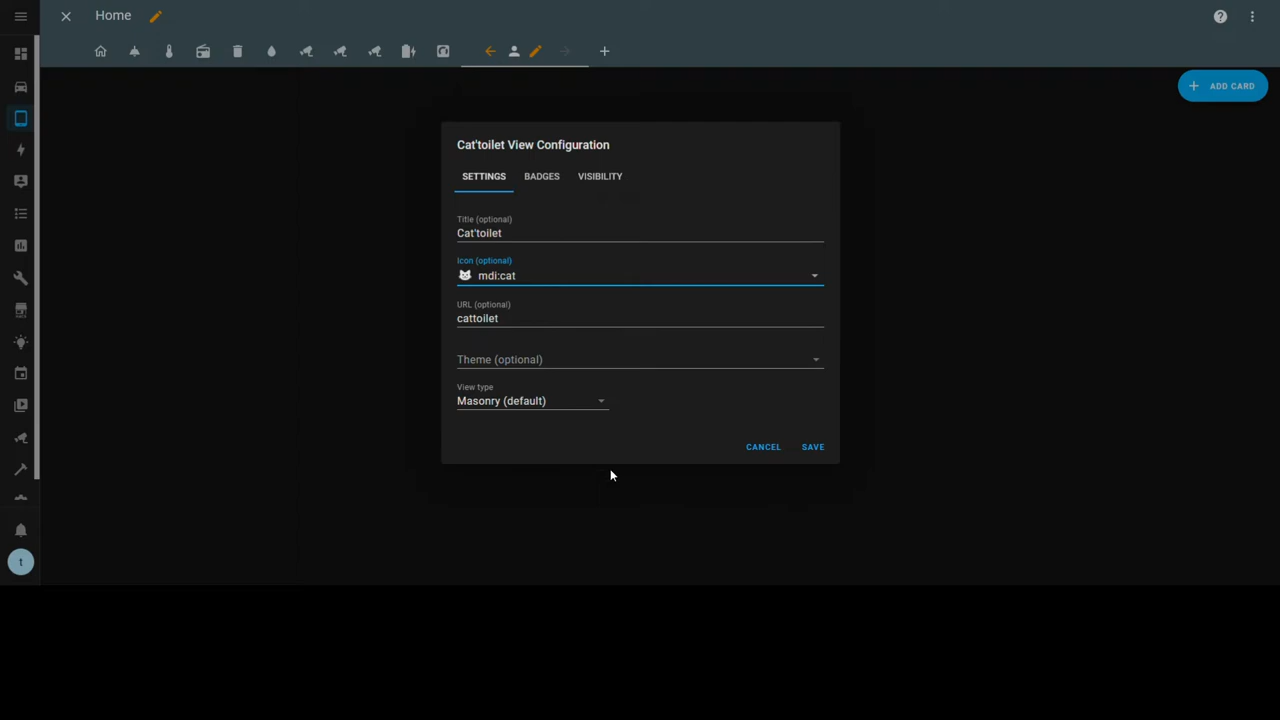 Home
ADD CARD
Cat'toilet View Configuration
SETTINGS BADGES VISIBILITY
Title (optional)
Cat'toilet
Icon (optional)
mdi:cat
URL (optional)
cattoilet
Theme (optional)
View type
Masonry (default)
CANCEL SAVE
t